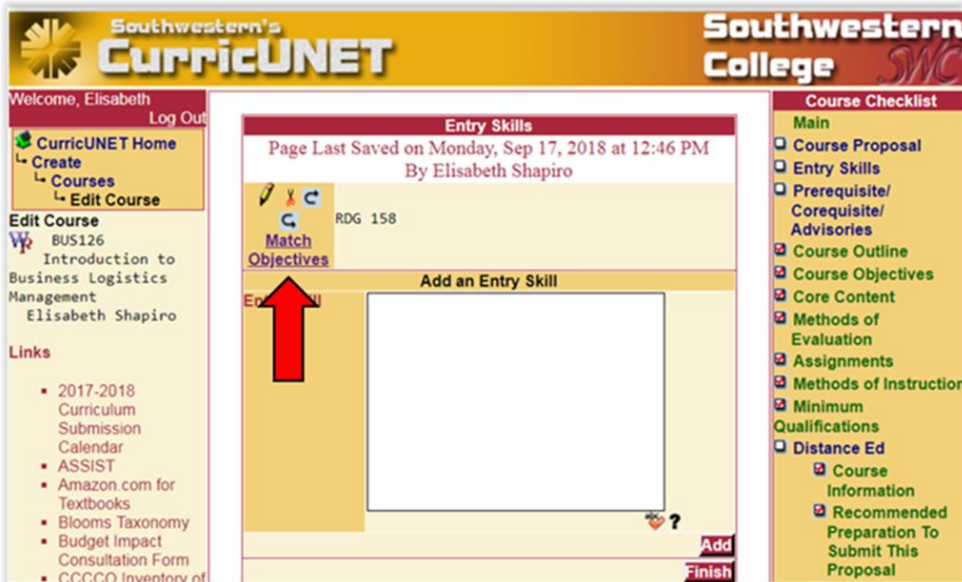 Southwestern's
CurricUNET
Southwestern
College SWC
Welcome, Elisabeth
Log Out
CurricUNET Home
Create
Courses
Edit Course
Edit Course
BUS126
Introduction to
Business Logistics
Management
Elisabeth Shapiro
Links
2017-2018
Curriculum
Submission
Calendar
ASSIST
Amazon.com for
Textbooks
Blooms Taxonomy
Budget Impact
Consultation Form
CCCCO Inventory of
Entry Skills
Page Last Saved on Monday, Sep 17, 2018 at 12:46 PM
By Elisabeth Shapiro
RDG 158
Match
Objectives
Add an Entry Skill
abc
?
Add
Finish
Course Checklist
Main
Course Proposal
Entry Skills
Prerequisite/
Corequisite/
Advisories
Course Outline
Course Objectives
Core Content
Methods of
Evaluation
Assignments
Methods of Instruction
Minimum
Qualifications
Distance Ed
Course
Information
Recommended
Preparation To
Submit This
Proposal